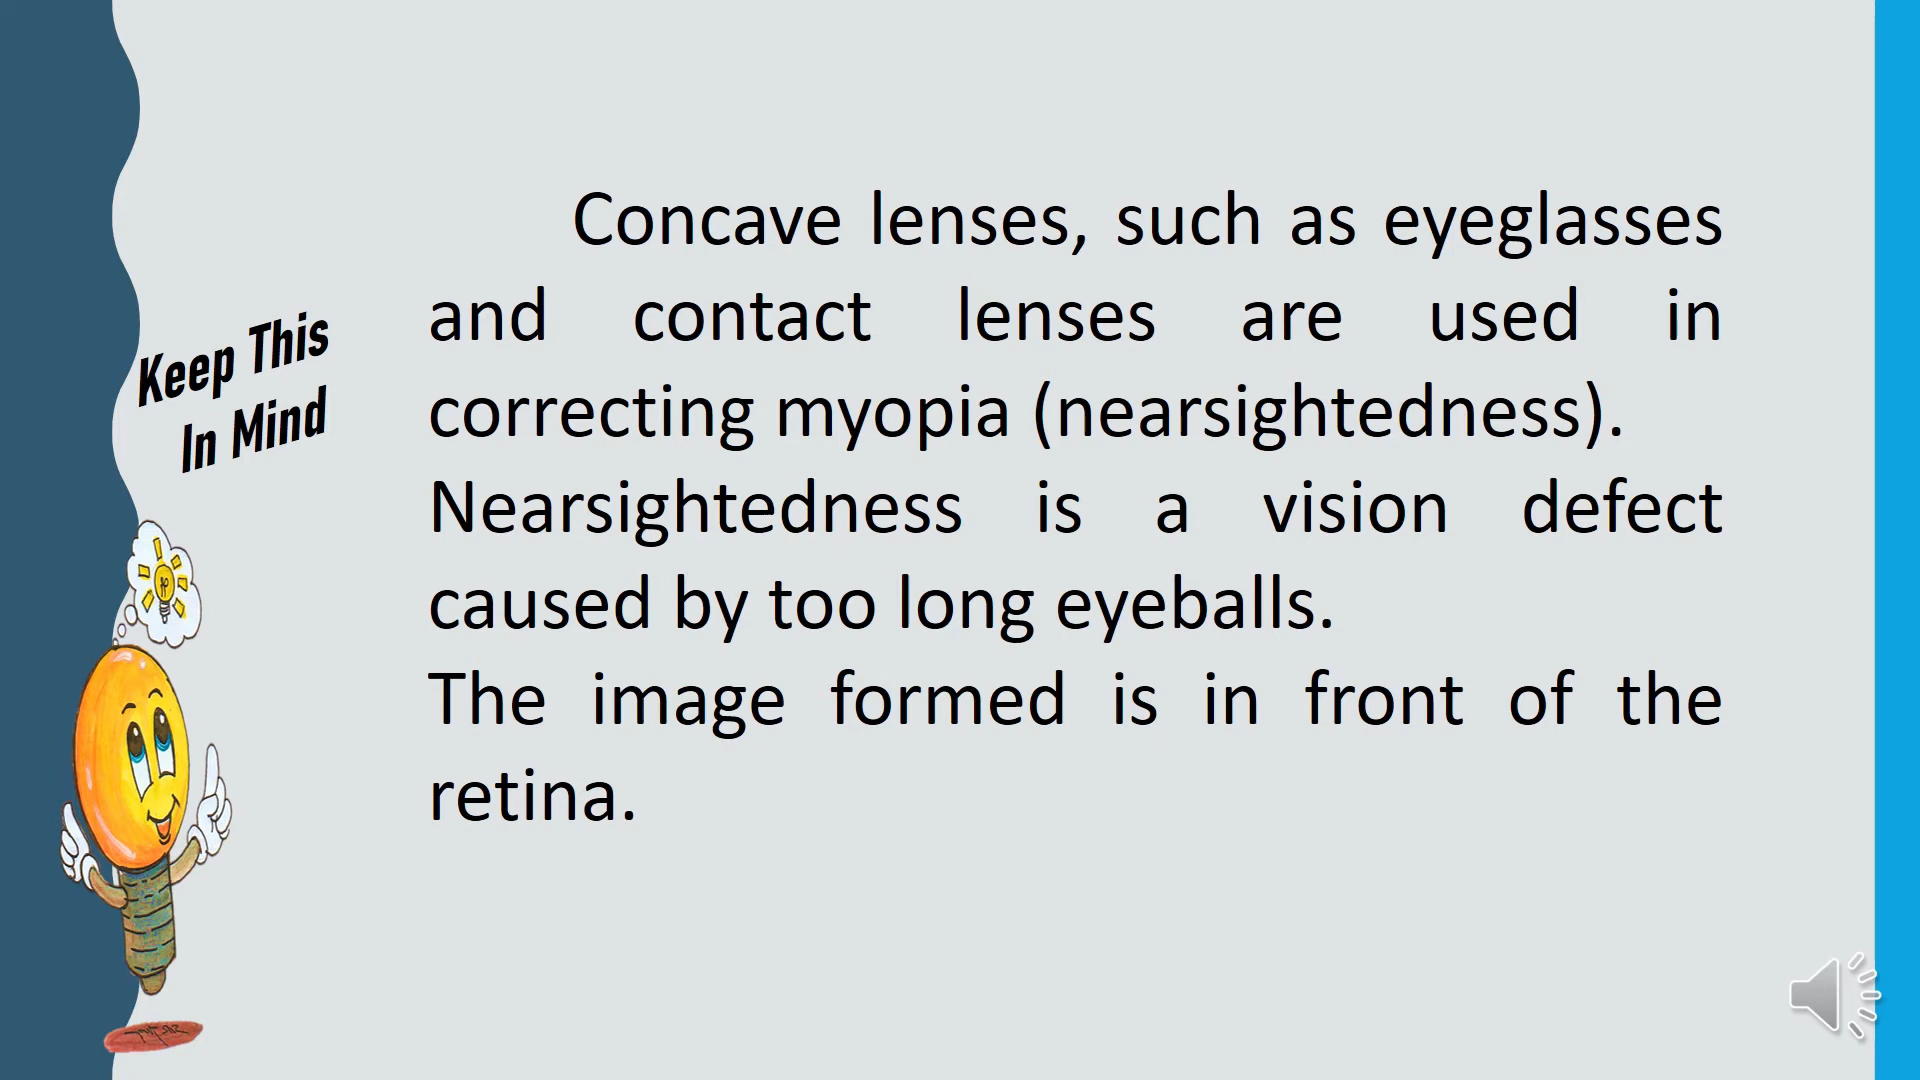 Keep This
In Mind
Concave lenses, such as eyeglasses
and contact lenses are used in
correcting myopia (nearsightedness).
Nearsightedness is a vision defect
caused by too long eyeballs.
The image formed is in front of the
retina.